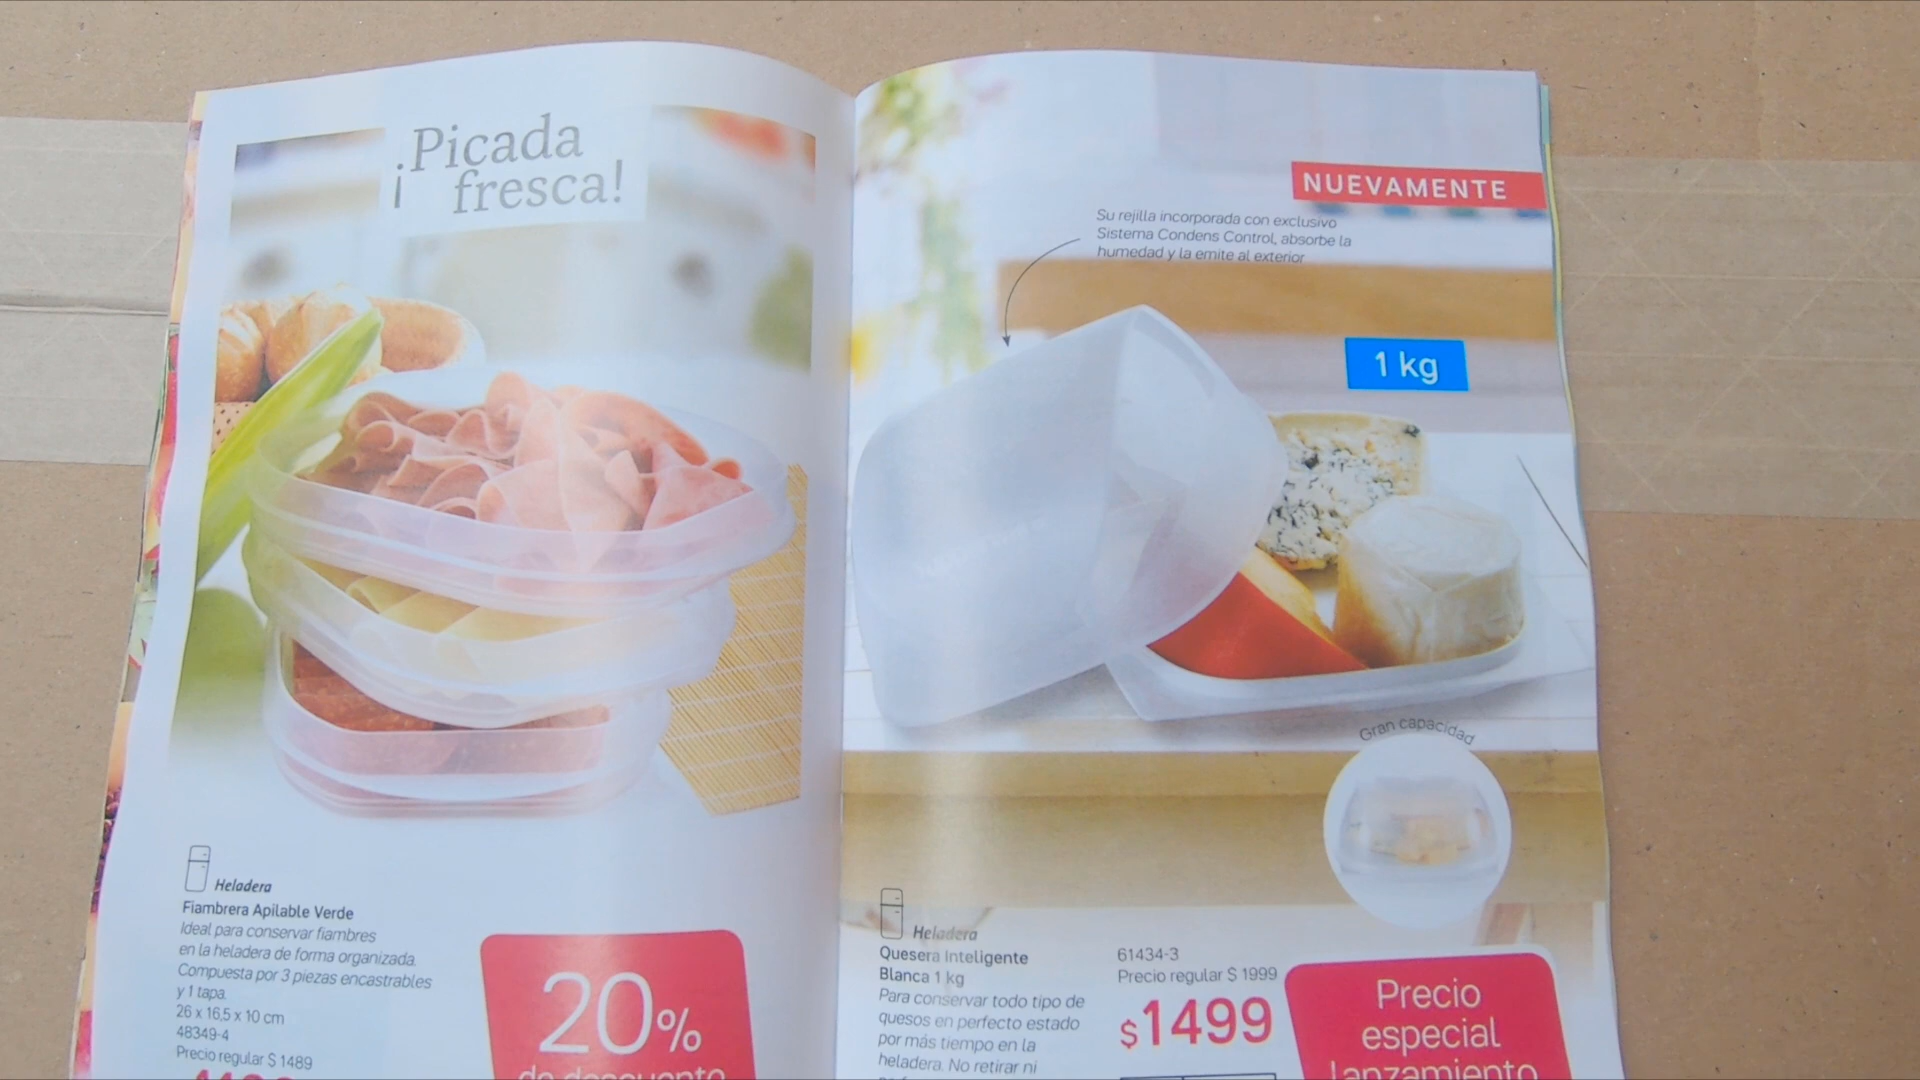 ¡Picada
fresca!
Heladera
Fiambrera Apilable Verde
Ideal para conservar fiambres
en la heladera de forma organizada.
Compuesta por 3 piezas encastrables
y 1 tapa.
26 x 16,5 x 10 cm
48349-4
Precio regular $ 1489
20%
de descuento
NUEVAMENTE
Su rejilla incorporada con exclusivo
Sistema Condens Control, absorbe la
humedad y la emite al exterior
1 kg
Gran capacidad
Heladera
Quesera Inteligente
Blanca 1 kg
Para conservar todo tipo de
quesos en perfecto estado
por más tiempo en la
heladera. No retirar ni
61434-3
Precio regular $ 1999
$1499
Precio
especial
lanzamiento